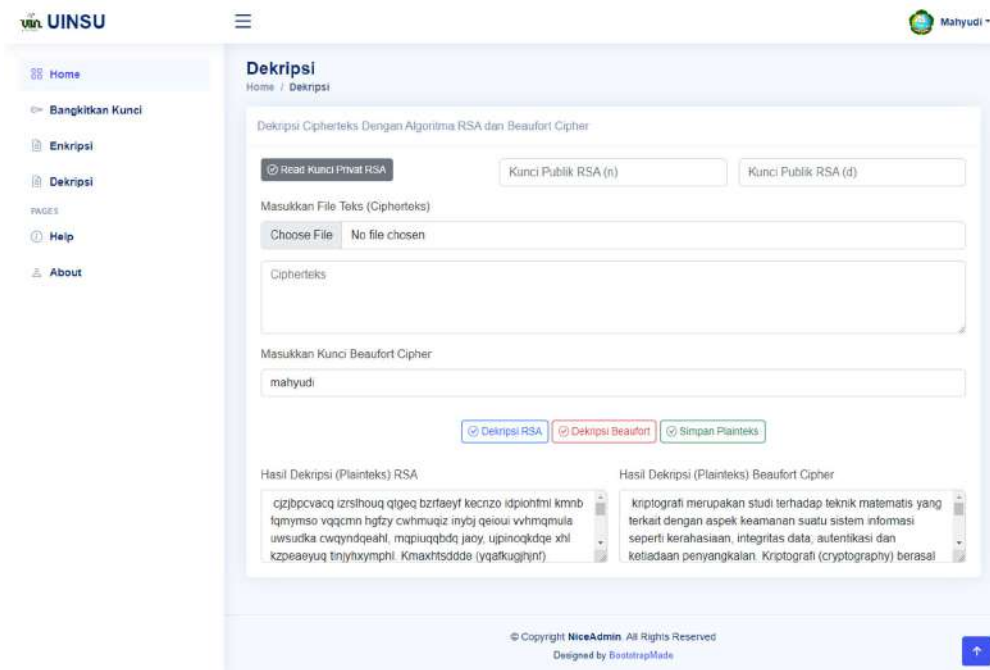 UINSU
Mahyudi
Home
Bangkitkan Kunci
Enkripsi
Dekripsi
PAGES
Help
About
Dekripsi
Home / Dekripsi
Dekripsi Cipherteks Dengan Algoritma RSA dan Beaufort Cipher
Read Kunci Privat RSA
Kunci Publik RSA (n)
Kunci Publik RSA (d)
Masukkan File Teks (Cipherteks)
Choose File No file chosen
Cipherteks
Masukkan Kunci Beaufort Cipher
mahyudi
Dekripsi RSA
Dekripsi Beaufort
Simpan Plainteks
Hasil Dekripsi (Plainteks) RSA
cjzjbpcvacq izrslhouq qtgeq bzrfaeyf kecnzo idpiohfml kmnb
fqmymso vqqcmn hgfzy cwhmuqiz inybj qeioui vvhmqmula
uwsudka cwqyndqeahl, mqpiuqqbdq jaoy, ujpinoqkdqe xhl
kzpeaeyuq tinjyhxymphl. Kmaxhtsdddde (yqafkugjhjnf)
Hasil Dekripsi (Plainteks) Beaufort Cipher
kriptografi merupakan studi terhadap teknik matematis yang
terkait dengan aspek keamanan suatu sistem informasi
seperti kerahasiaan, integritas data, autentikasi dan
ketiadaan penyangkalan. Kriptografi (cryptography) berasal
© Copyright NiceAdmin. All Rights Reserved
Designed by BootstrapMade